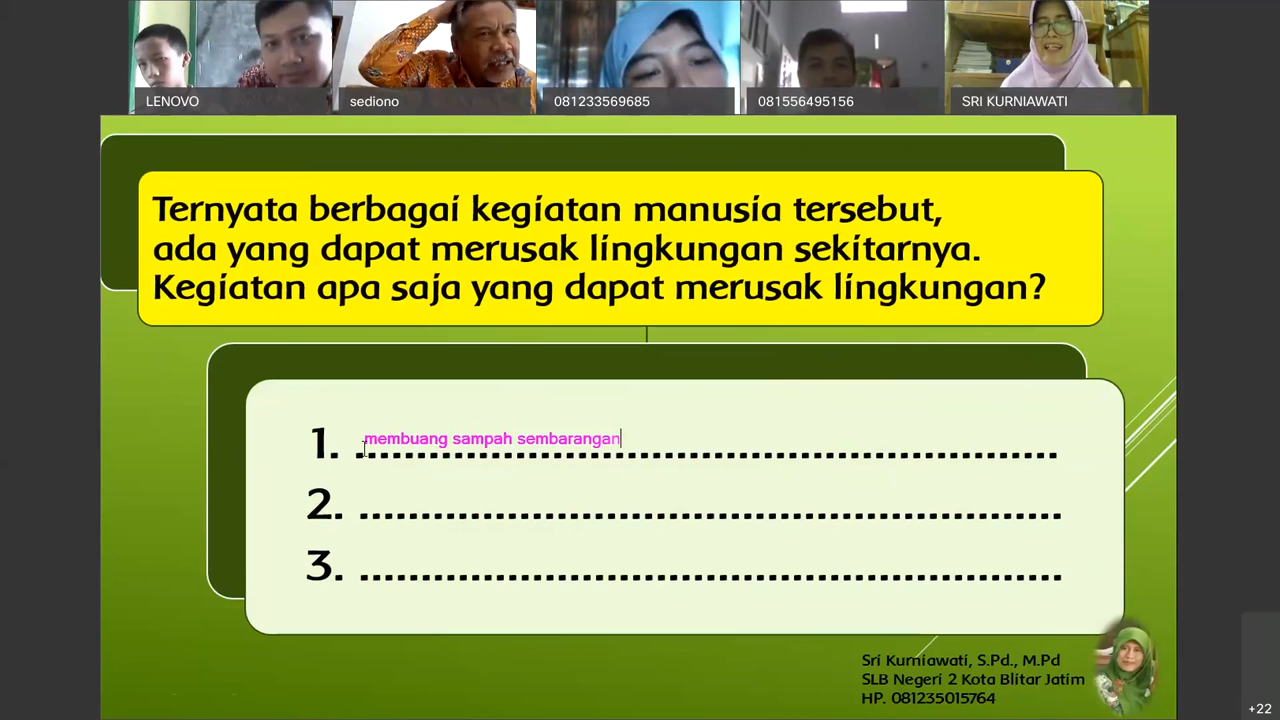 LENOVO
sediono
081233569685
081556495156
SRI KURNIAWATI
Ternyata berbagai kegiatan manusia tersebut,
ada yang dapat merusak lingkungan sekitarnya.
Kegiatan apa saja yang dapat merusak lingkungan?
1. membuang sampah sembarangan
2. ........................................................
3. ........................................................
Sri Kurniawati, S.Pd., M.Pd
SLB Negeri 2 Kota Blitar Jatim
HP. 081235015764
+22